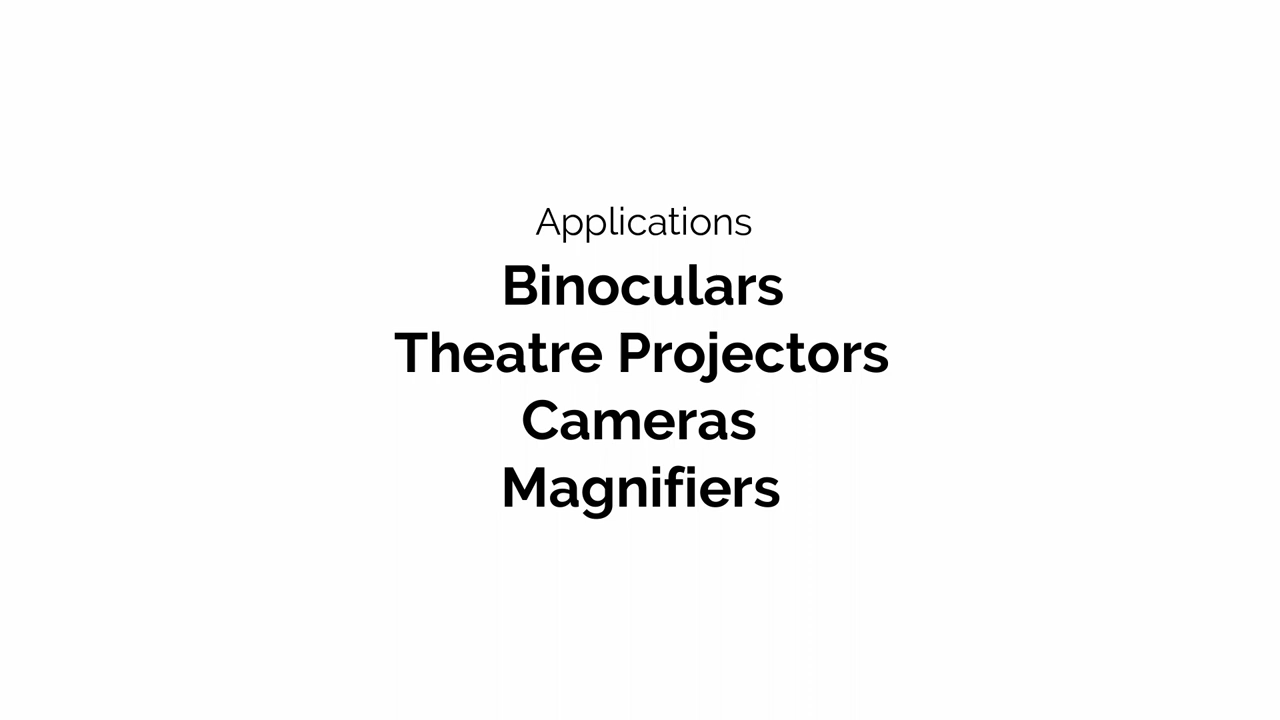 Applications
Binoculars
Theatre Projectors
Cameras
Magnifiers